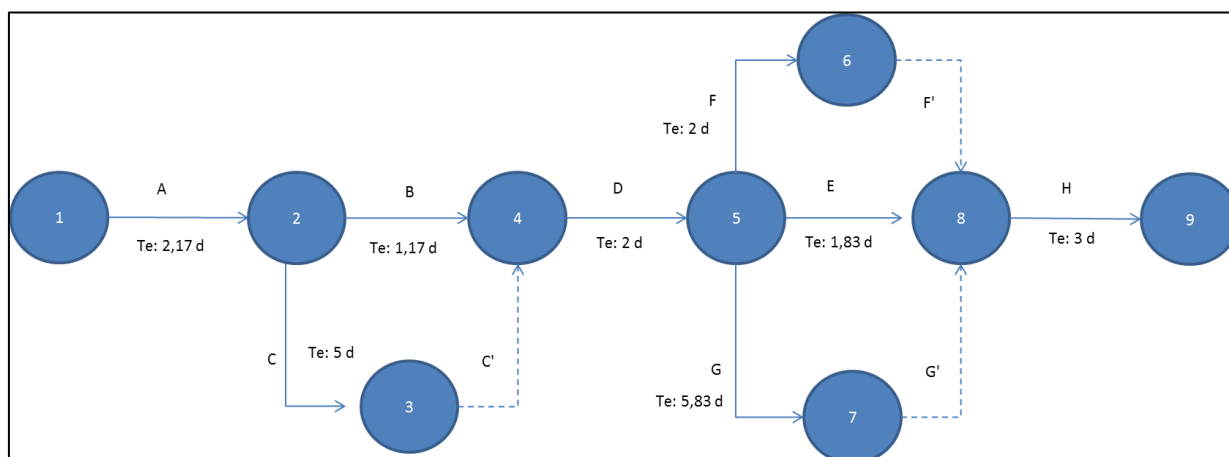 6
F
F'
Te: 2 d
A
B
D
E
H
1
2
4
5
8
9
Te: 2,17 d
Te: 1,17 d
Te: 2 d
Te: 1,83 d
Te: 3 d
C
Te: 5 d
C'
G
G'
Te: 5,83 d
3
7